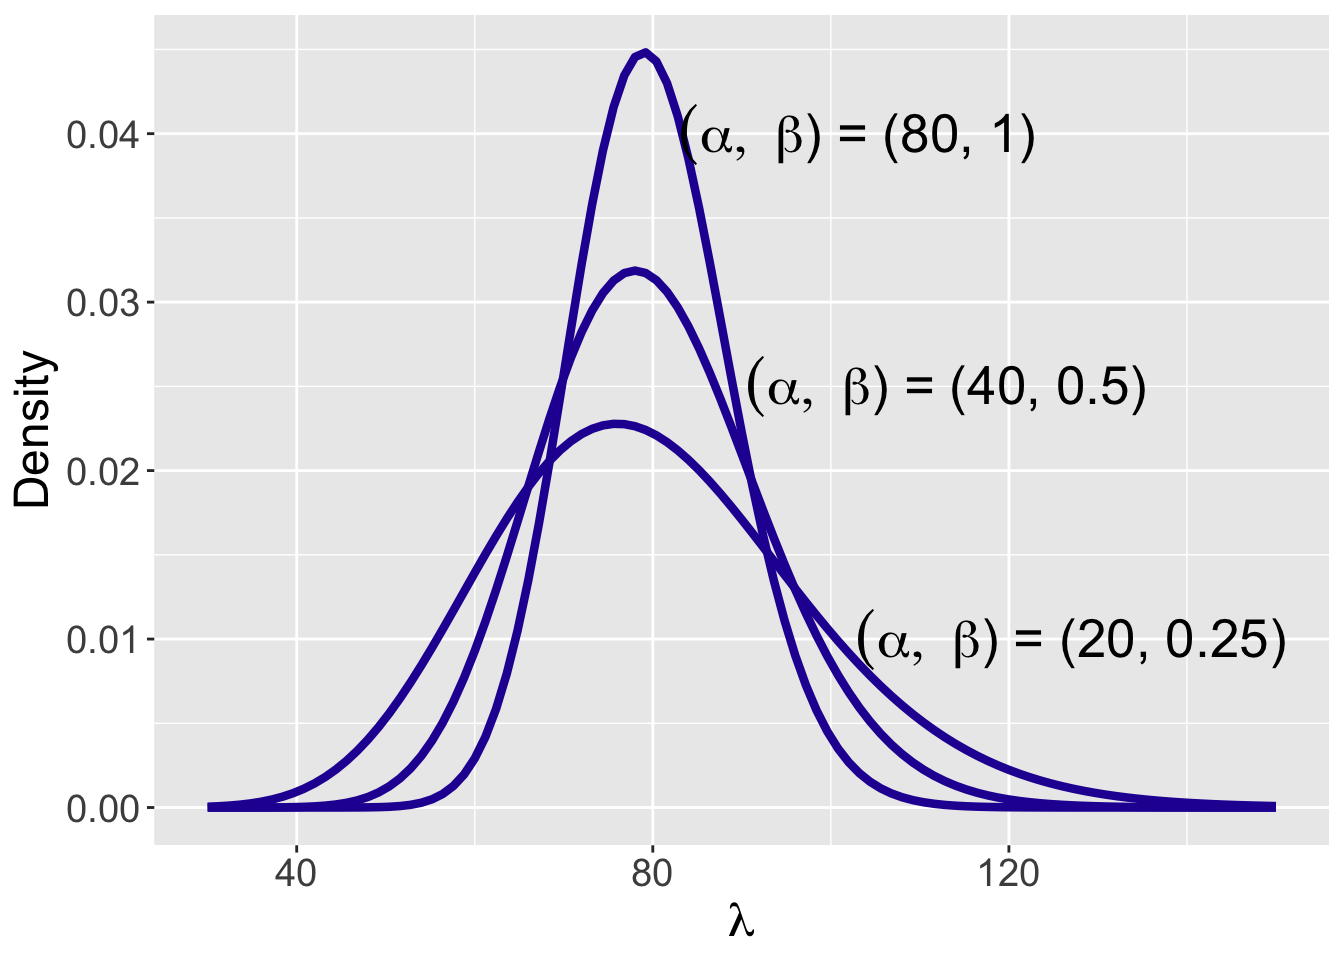 0.04
(α, β) = (80, 1)
0.03
(α, β) = (40, 0.5)
Density
0.02
0.01
(α, β) = (20, 0.25)
0.00
40 80 120
λ